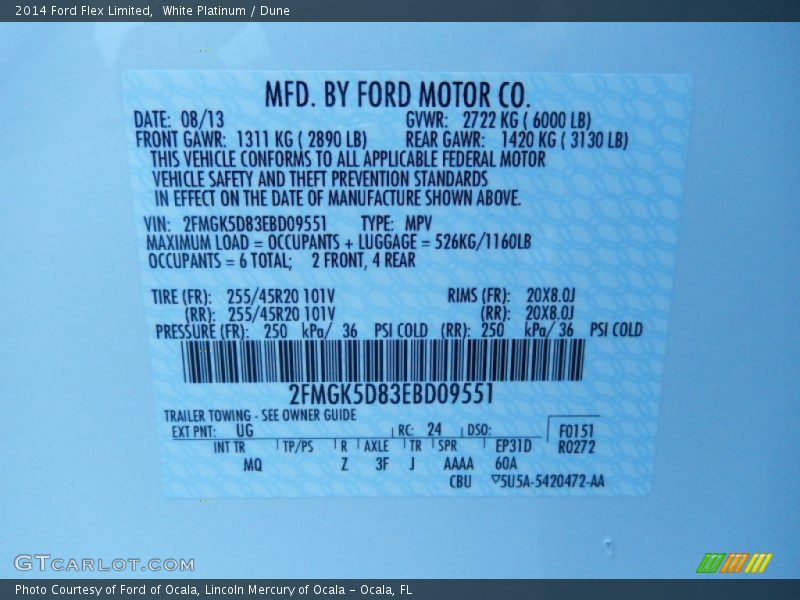 2014 Ford Flex Limited,  White Platinum / Dune
MFD. BY FORD MOTOR CO.
DATE: 08/13 GVWR: 2722 KG ( 6000 LB)
FRONT GAWR: 1311 KG ( 2890 LB) REAR GAWR: 1420 KG ( 3130 LB)
THIS VEHICLE CONFORMS TO ALL APPLICABLE FEDERAL MOTOR
VEHICLE SAFETY AND THEFT PREVENTION STANDARDS
IN EFFECT ON THE DATE OF MANUFACTURE SHOWN ABOVE.
VIN: 2FMGK5D83EBD09551 TYPE: MPV
MAXIMUM LOAD = OCCUPANTS + LUGGAGE = 526KG/1160LB
OCCUPANTS = 6 TOTAL; 2 FRONT, 4 REAR
TIRE (FR): 255/45R20 101V RIMS (FR): 20X8.0J
(RR): 255/45R20 101V (RR): 20X8.0J
PRESSURE (FR): 250 kPa/ 36 PSI COLD (RR): 250 kPa/ 36 PSI COLD
2FMGK5D83EBD09551
TRAILER TOWING - SEE OWNER GUIDE
EXT PNT: UG RC: 24 DSO: F0151
INT TR TP/PS R AXLE TR SPR EP31D R0272
MQ Z 3F J AAAA 60A
CBU ▽5U5A-5420472-AA
GTCARLOT.COM
Photo Courtesy of Ford of Ocala, Lincoln Mercury of Ocala - Ocala, FL